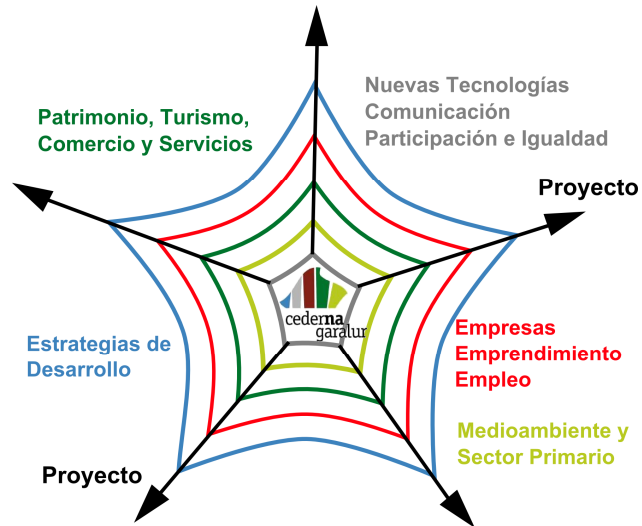 Nuevas Tecnologías
Comunicación
Participación e Igualdad
Patrimonio, Turismo,
Comercio y Servicios
Proyecto
cederna
garalur
Estrategias de
Desarrollo
Empresas
Emprendimiento
Empleo
Medioambiente y
Sector Primario
Proyecto